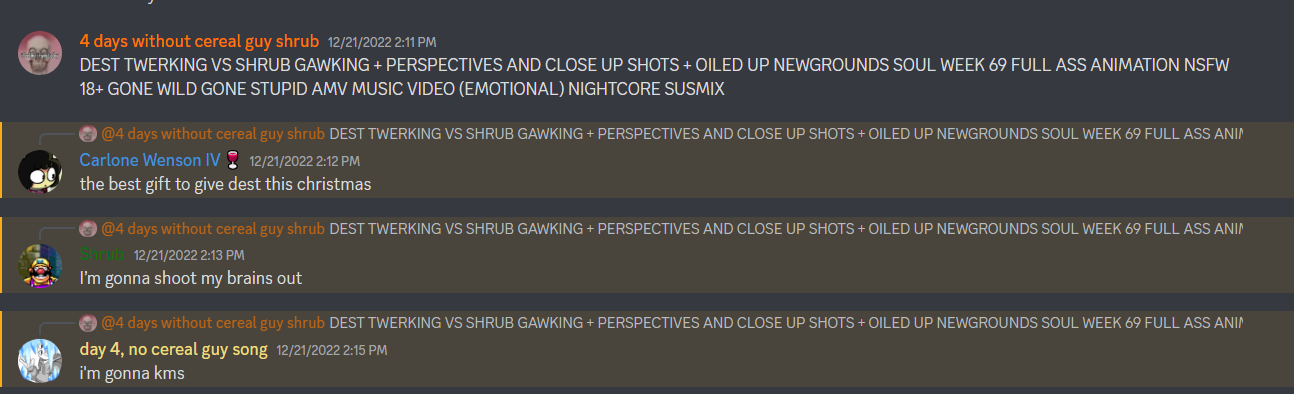 4 days without cereal guy shrub 12/21/2022 2:11 PM
DEST TWERKING VS SHRUB GAWKING + PERSPECTIVES AND CLOSE UP SHOTS + OILED UP NEWGROUNDS SOUL WEEK 69 FULL ASS ANIMATION NSFW
18+ GONE WILD GONE STUPID AMV MUSIC VIDEO (EMOTIONAL) NIGHTCORE SUSMIX
@4 days without cereal guy shrub DEST TWERKING VS SHRUB GAWKING + PERSPECTIVES AND CLOSE UP SHOTS + OILED UP NEWGROUNDS SOUL WEEK 69 FULL ASS ANIM
Carlone Wenson IV 🍷 12/21/2022 2:12 PM
the best gift to give dest this christmas
@4 days without cereal guy shrub DEST TWERKING VS SHRUB GAWKING + PERSPECTIVES AND CLOSE UP SHOTS + OILED UP NEWGROUNDS SOUL WEEK 69 FULL ASS ANIM
Shrub 12/21/2022 2:13 PM
I'm gonna shoot my brains out
@4 days without cereal guy shrub DEST TWERKING VS SHRUB GAWKING + PERSPECTIVES AND CLOSE UP SHOTS + OILED UP NEWGROUNDS SOUL WEEK 69 FULL ASS ANIM
day 4, no cereal guy song 12/21/2022 2:15 PM
i'm gonna kms